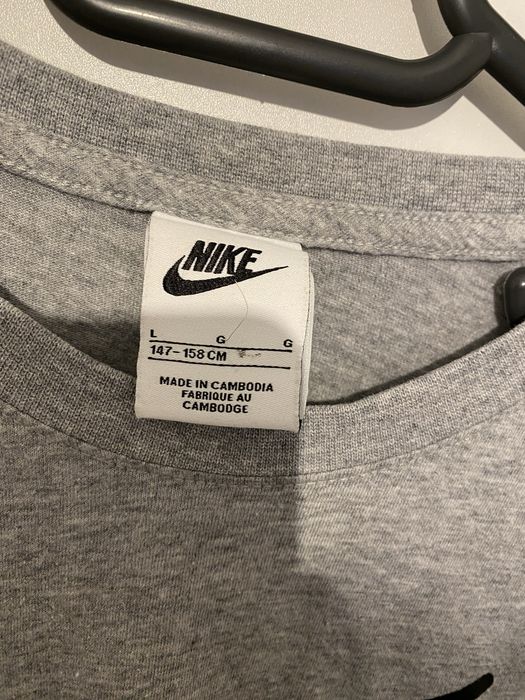 NIKE
L G G
147-158 CM
MADE IN CAMBODIA
FABRIQUE AU
CAMBODGE